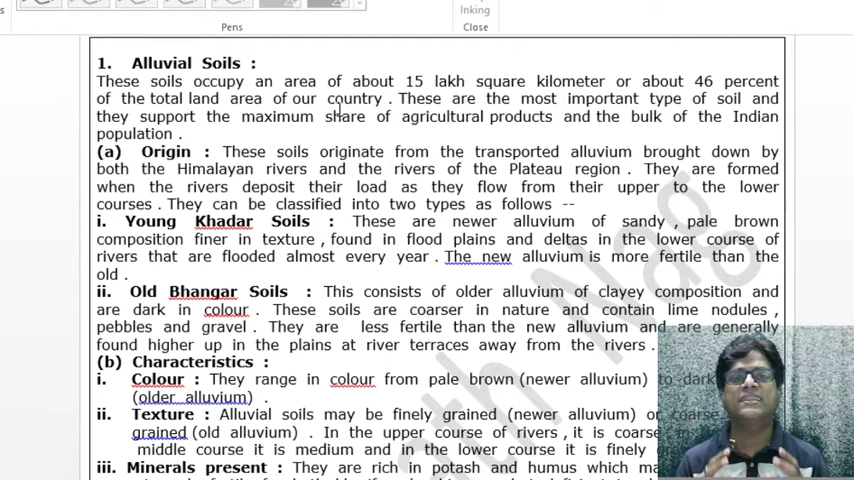 Pens
Inking
Close
1. Alluvial Soils :
These soils occupy an area of about 15 lakh square kilometer or about 46 percent
of the total land area of our country . These are the most important type of soil and
they support the maximum share of agricultural products and the bulk of the Indian
population .
(a) Origin : These soils originate from the transported alluvium brought down by
both the Himalayan rivers and the rivers of the Plateau region . They are formed
when the rivers deposit their load as they flow from their upper to the lower
courses . They can be classified into two types as follows --
i. Young Khadar Soils : These are newer alluvium of sandy , pale brown
composition finer in texture , found in flood plains and deltas in the lower course of
rivers that are flooded almost every year . The new alluvium is more fertile than the
old .
ii. Old Bhangar Soils : This consists of older alluvium of clayey composition and
are dark in colour . These soils are coarser in nature and contain lime nodules ,
pebbles and gravel . They are less fertile than the new alluvium and are generally
found higher up in the plains at river terraces away from the rivers .
(b) Characteristics :
i. Colour : They range in colour from pale brown (newer alluvium) to dark
(older alluvium) .
ii. Texture : Alluvial soils may be finely grained (newer alluvium) or coarse
grained (old alluvium) . In the upper course of rivers , it is coarse
middle course it is medium and in the lower course it is finely
iii. Minerals present : They are rich in potash and humus which
Nag